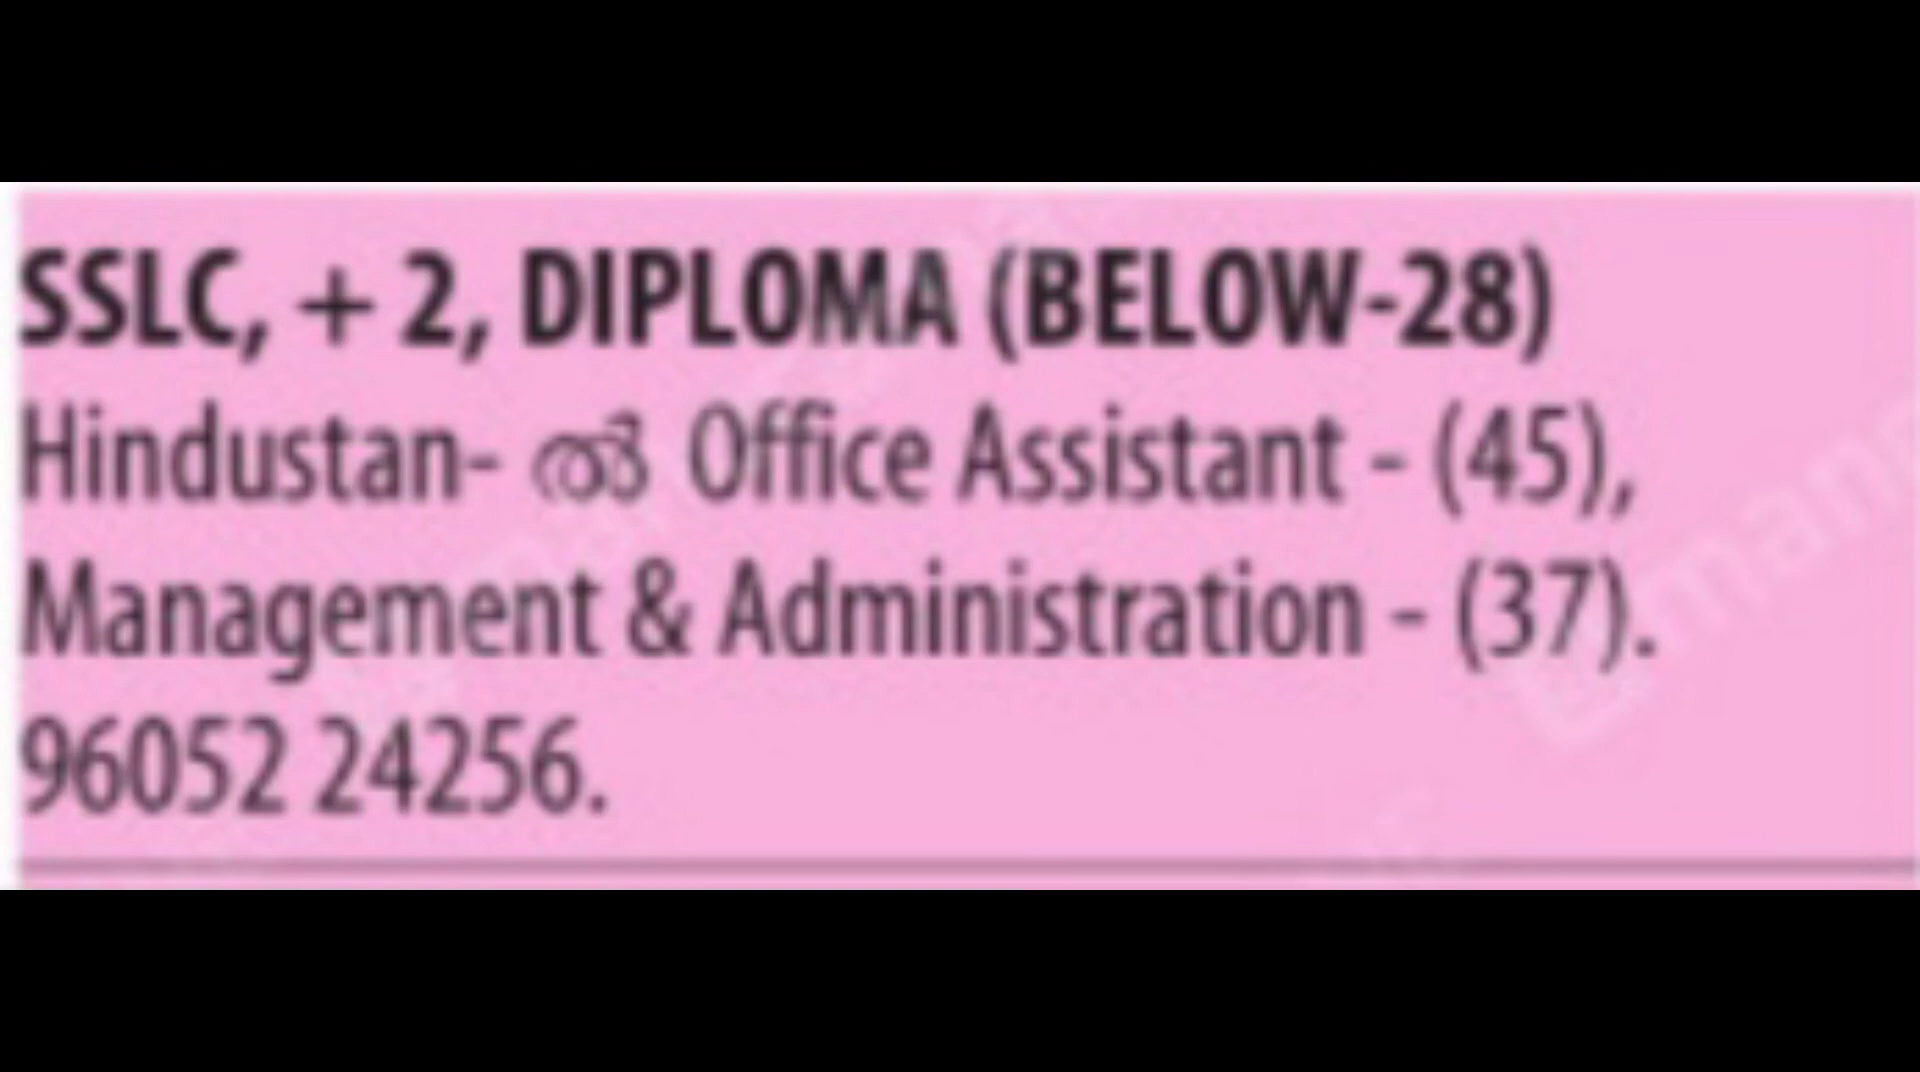 SSLC, + 2, DIPLOMA (BELOW-28)
Hindustan- ൽ Office Assistant - (45),
Management & Administration - (37).
96052 24256.